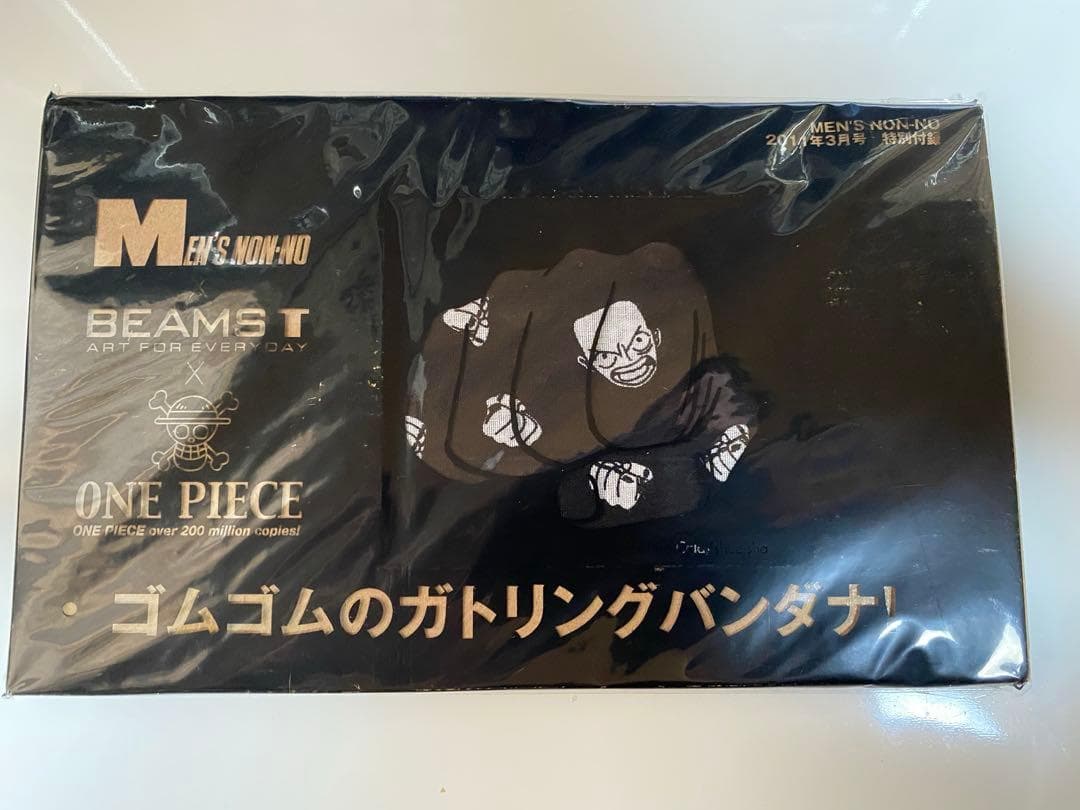 MEN'S NON-NO
2011年3月号 特別付録
MEN'S NON-NO
×
BEAMS T
ART FOR EVERYDAY
×
ONE PIECE
ONE PIECE over 200 million copies!
・ゴムゴムのガトリングバンダナ!